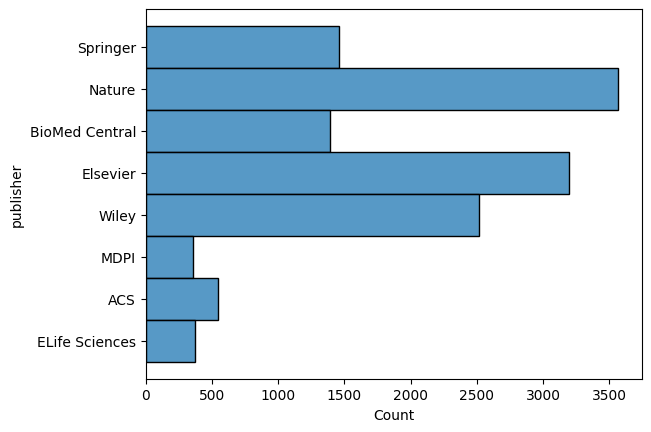 Springer
Nature
BioMed Central
Elsevier
Wiley
MDPI
ACS
ELife Sciences
publisher
0 500 1000 1500 2000 2500 3000 3500
Count